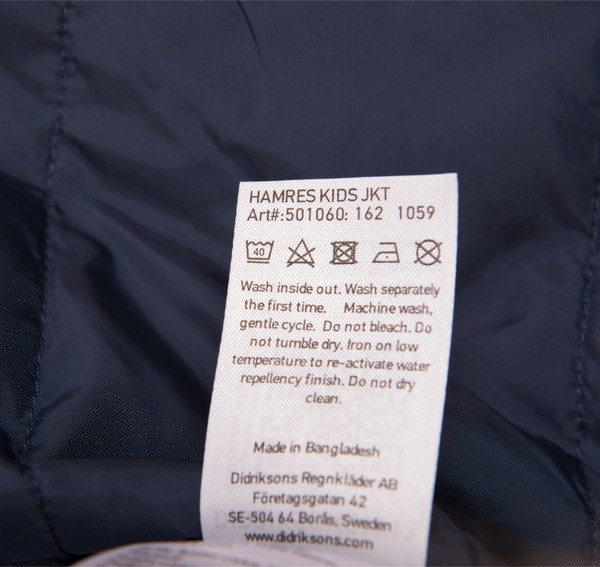 HAMRES KIDS JKT
Art#:501060: 162 1059
40
Wash inside out. Wash separately
the first time. Machine wash,
gentle cycle. Do not bleach. Do
not tumble dry. Iron on low
temperature to re-activate water
repellency finish. Do not dry
clean.
Made in Bangladesh
Didriksons Regnkläder AB
Företagsgatan 42
SE-504 64 Borås, Sweden
www.didriksons.com